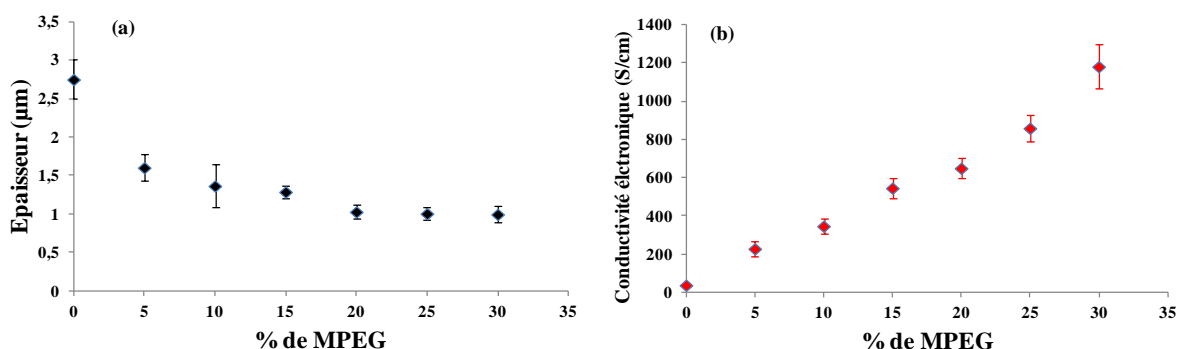 (a)
Epaisseur (µm)
3,5
3
2,5
2
1,5
1
0,5
0
0 5 10 15 20 25 30 35
% de MPEG
(b)
Conductivité élctronique (S/cm)
1400
1200
1000
800
600
400
200
0
0 5 10 15 20 25 30 35
% de MPEG